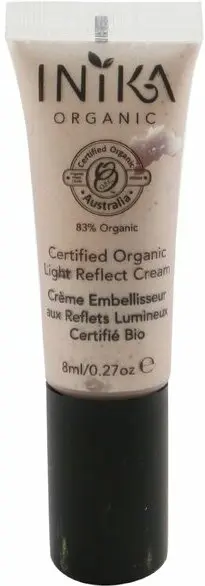 INIKA
ORGANIC
Certified Organic
Australia
83% Organic
Certified Organic
Light Reflect Cream
Crème Embellisseur
aux Reflets Lumineux
Certifié Bio
8ml/0.27oz ℮